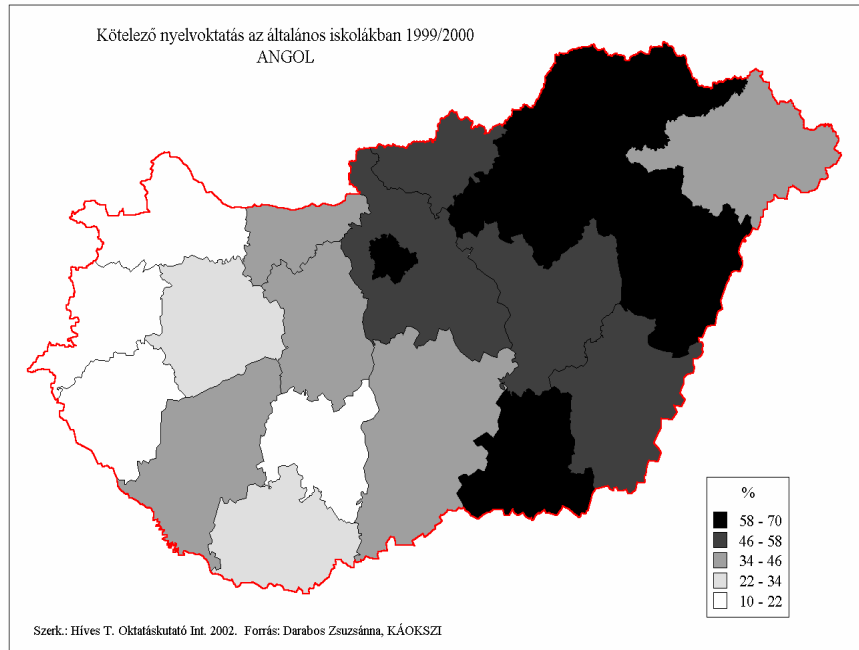 Kötelező nyelvoktatás az általános iskolákban 1999/2000
ANGOL
%
58 - 70
46 - 58
34 - 46
22 - 34
10 - 22
Szerk.: Híves T. Oktatáskutató Int. 2002. Forrás: Darabos Zsuzsánna, KÁOKSZI